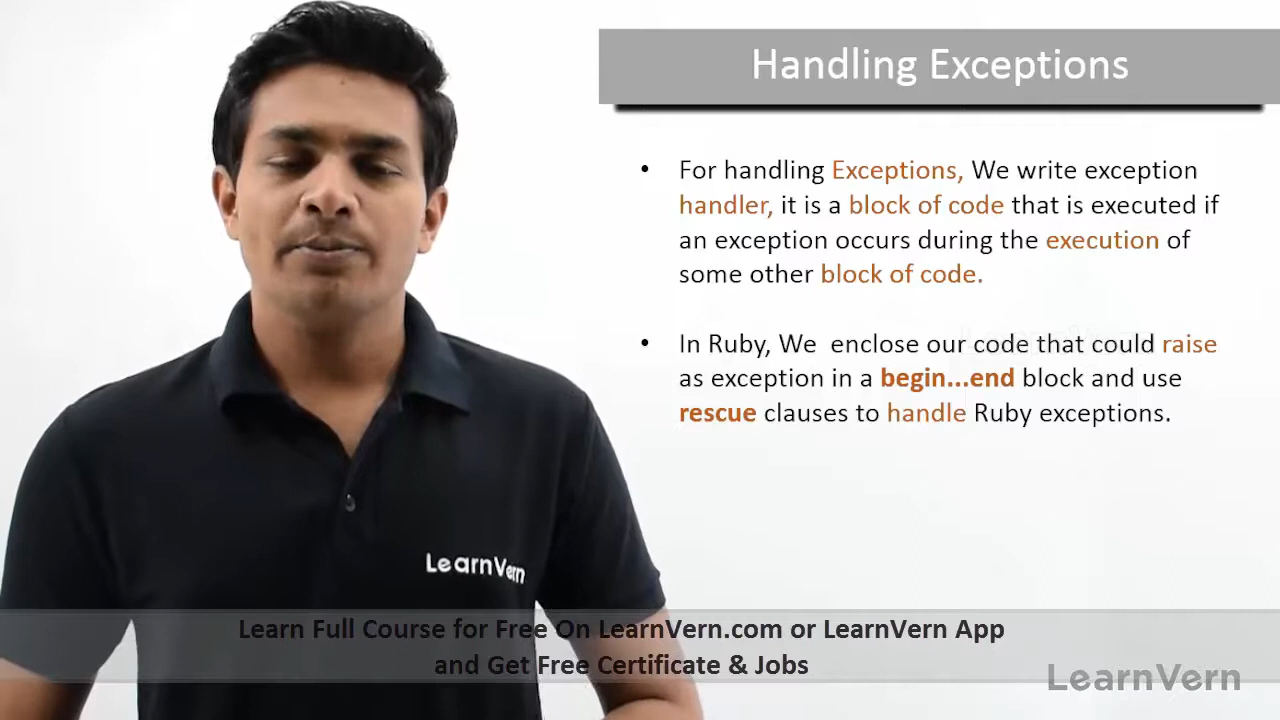 Handling Exceptions
• For handling Exceptions, We write exception
handler, it is a block of code that is executed if
an exception occurs during the execution of
some other block of code.
• In Ruby, We enclose our code that could raise
as exception in a begin...end block and use
rescue clauses to handle Ruby exceptions.
LearnVern
Learn Full Course for Free On LearnVern.com or LearnVern App
and Get Free Certificate & Jobs
LearnVern